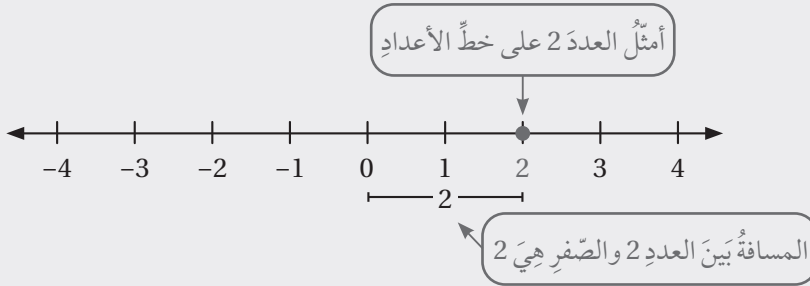 أمثّلُ العددَ 2 على خطِّ الأعدادِ
−4 −3 −2 −1 0 1 2 3 4
2
المسافةُ بَينَ العددِ 2 والصّفرِ هِيَ 2